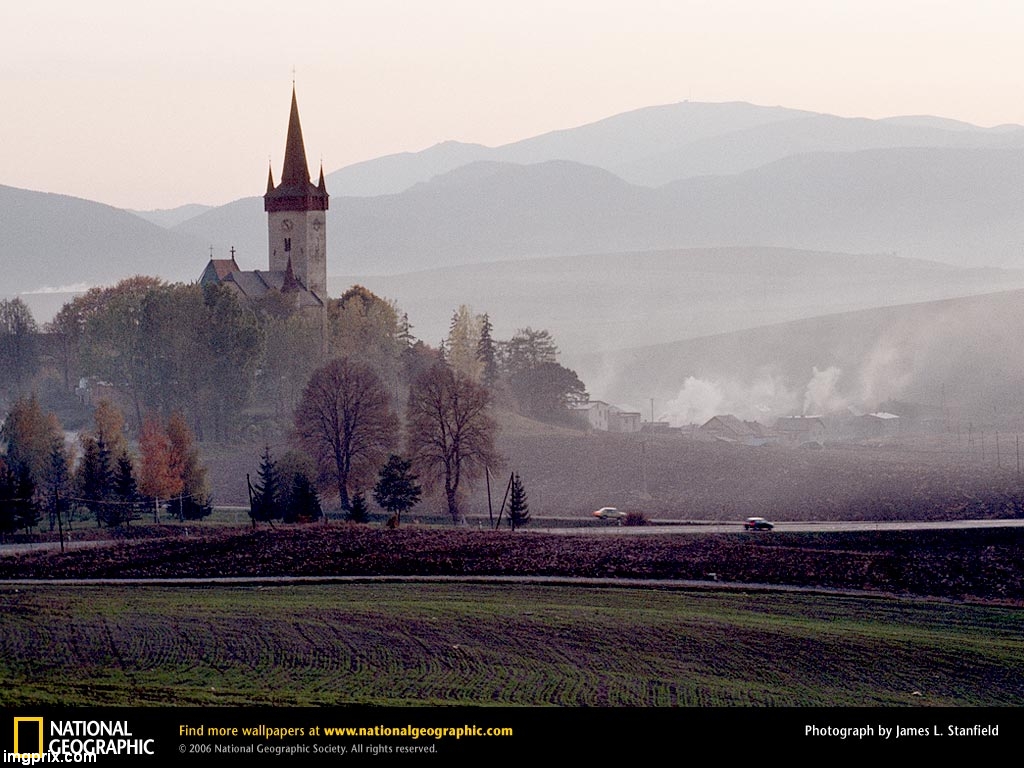 NATIONAL
GEOGRAPHIC
Find more wallpapers at www.nationalgeographic.com
© 2006 National Geographic Society. All rights reserved.
Photograph by James L. Stanfield
imgprix.com